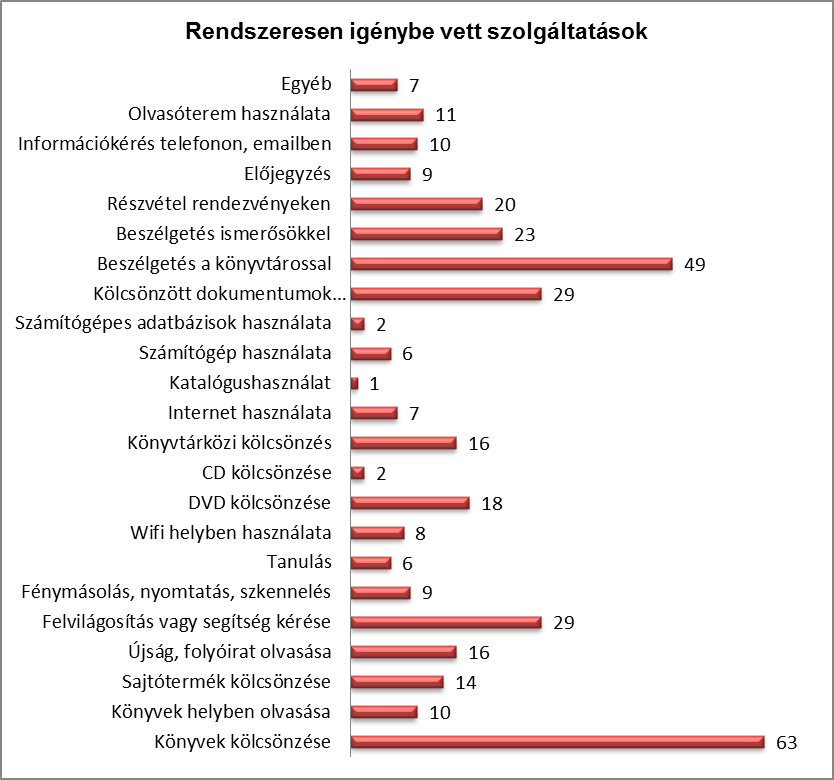 Rendszeresen igénybe vett szolgáltatások
Egyéb 7
Olvasóterem használata 11
Információkérés telefonon, emailben 10
Előjegyzés 9
Részvétel rendezvényeken 20
Beszélgetés ismerősökkel 23
Beszélgetés a könyvtárossal 49
Kölcsönzött dokumentumok... 29
Számítógépes adatbázisok használata 2
Számítógép használata 6
Katalógushasználat 1
Internet használata 7
Könyvtárközi kölcsönzés 16
CD kölcsönzése 2
DVD kölcsönzése 18
Wifi helyben használata 8
Tanulás 6
Fénymásolás, nyomtatás, szkennelés 9
Felvilágosítás vagy segítség kérése 29
Újság, folyóirat olvasása 16
Sajtótermék kölcsönzése 14
Könyvek helyben olvasása 10
Könyvek kölcsönzése 63